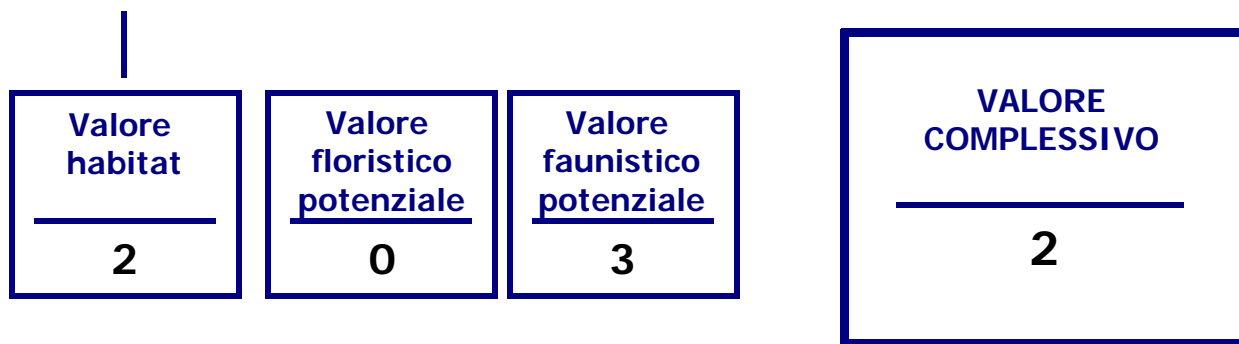 Valore
habitat
2
Valore
floristico
potenziale
0
Valore
faunistico
potenziale
3
VALORE
COMPLESSIVO
2